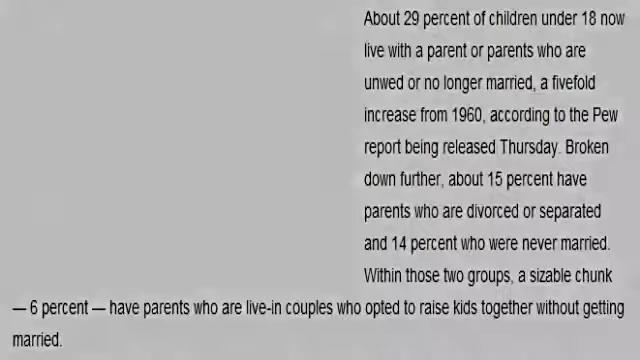 About 29 percent of children under 18 now
live with a parent or parents who are
unwed or no longer married, a fivefold
increase from 1960, according to the Pew
report being released Thursday. Broken
down further, about 15 percent have
parents who are divorced or separated
and 14 percent who were never married.
Within those two groups, a sizable chunk
— 6 percent — have parents who are live-in couples who opted to raise kids together without getting
married.